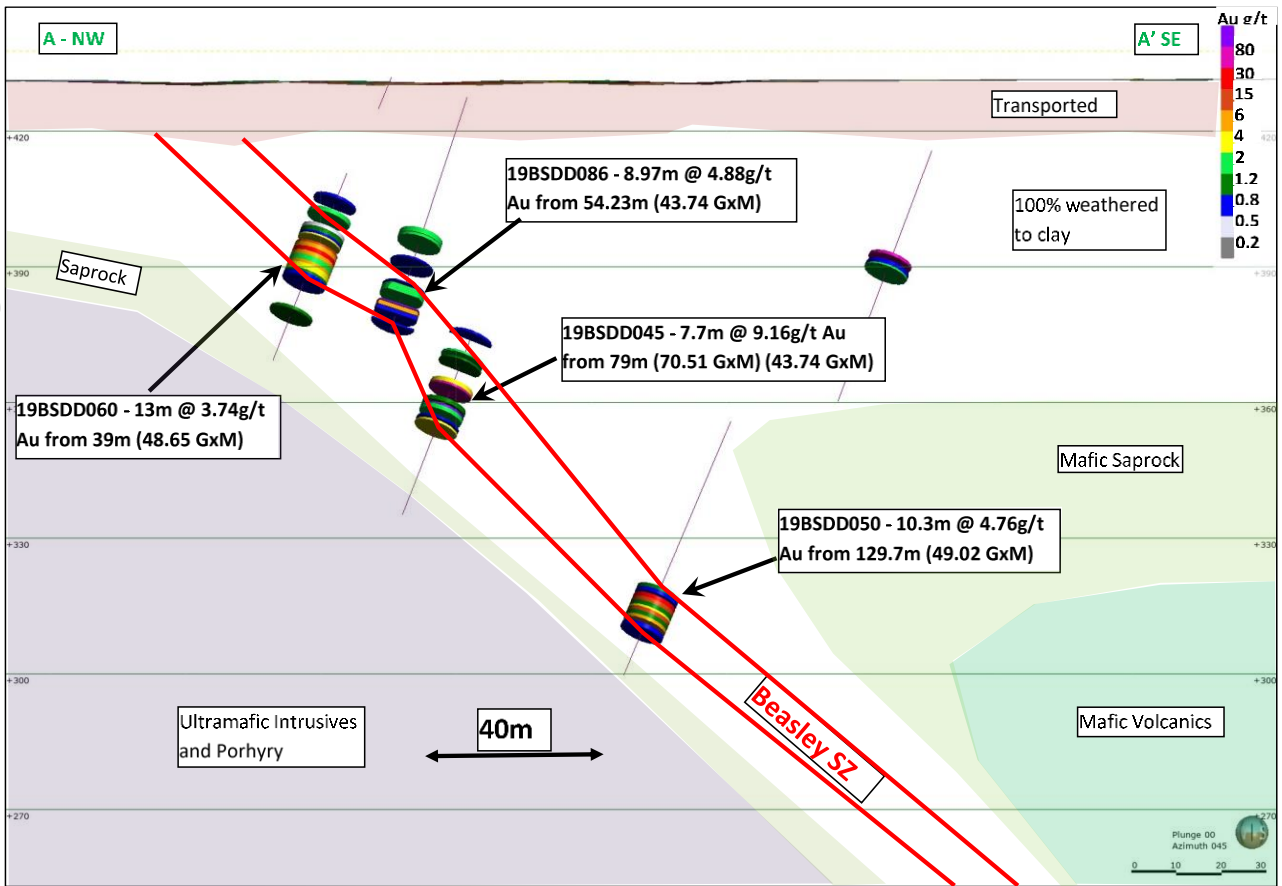 A - NW
A' SE
Au g/t
80
30
15
6
4
2
1.2
0.8
0.5
0.2
Transported
+420
420
19BSDD086 - 8.97m @ 4.88g/t
Au from 54.23m (43.74 GxM)
100% weathered
to clay
Saprock
+390
+390
19BSDD045 - 7.7m @ 9.16g/t Au
from 79m (70.51 GxM) (43.74 GxM)
19BSDD060 - 13m @ 3.74g/t
Au from 39m (48.65 GxM)
+360
Mafic Saprock
19BSDD050 - 10.3m @ 4.76g/t
Au from 129.7m (49.02 GxM)
+330
+330
+300
+300
Beasley SZ
Ultramafic Intrusives
and Porhyry
40m
Mafic Volcanics
+270
+270
Plunge 00
Azimuth 045
0 10 20 30